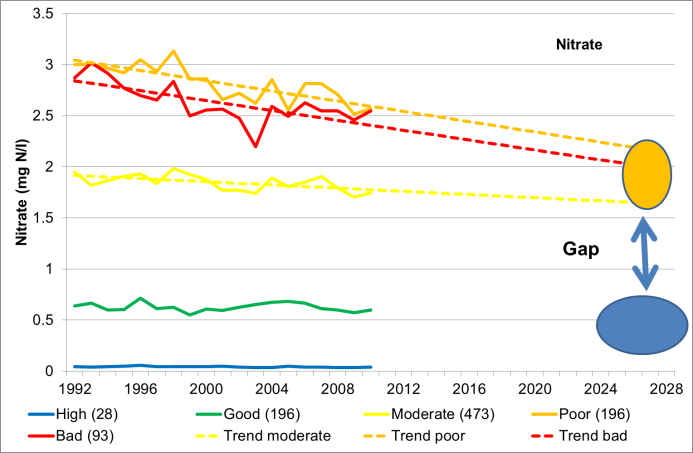 Nitrate
Nitrate (mg N/l)
3.5
3
2.5
2
1.5
1
0.5
0
Gap
1992 1996 2000 2004 2008 2012 2016 2020 2024 2028
High (28) Good (196) Moderate (473) Poor (196)
Bad (93) Trend moderate Trend poor Trend bad